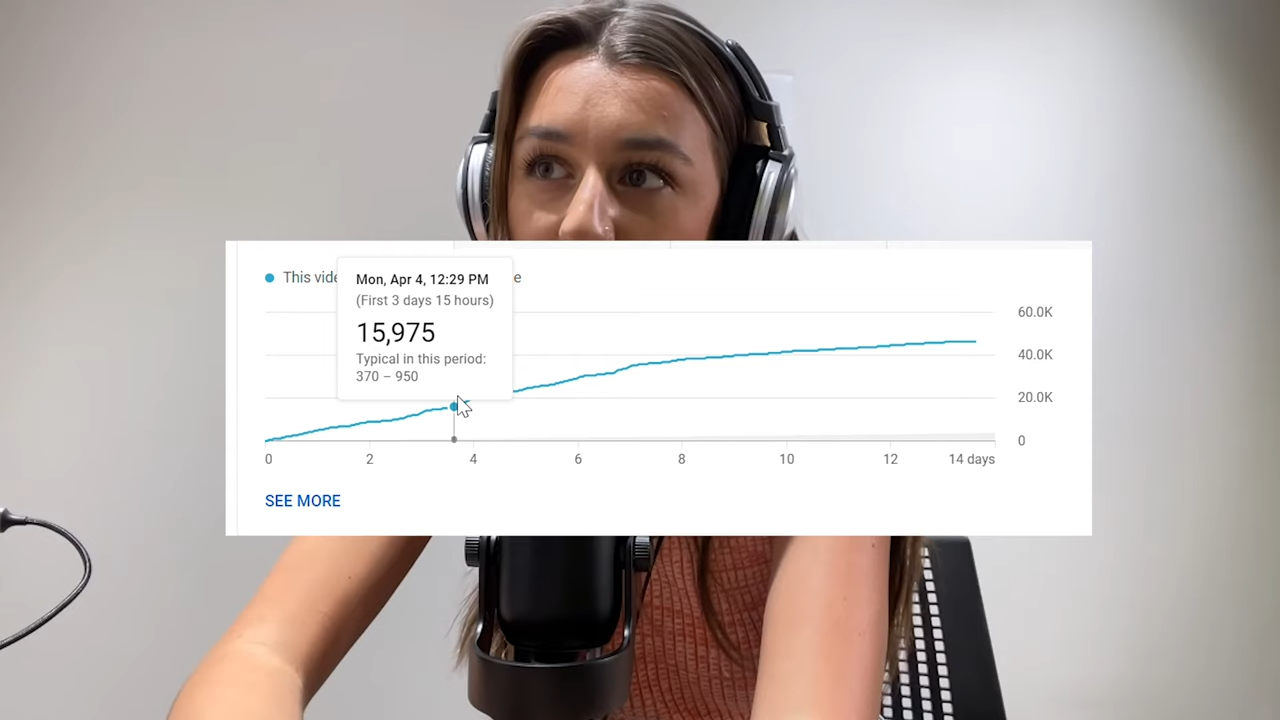 This vide
e
Mon, Apr 4, 12:29 PM
(First 3 days 15 hours)
15,975
Typical in this period:
370 – 950
60.0K
40.0K
20.0K
0
0 2 4 6 8 10 12 14 days
SEE MORE